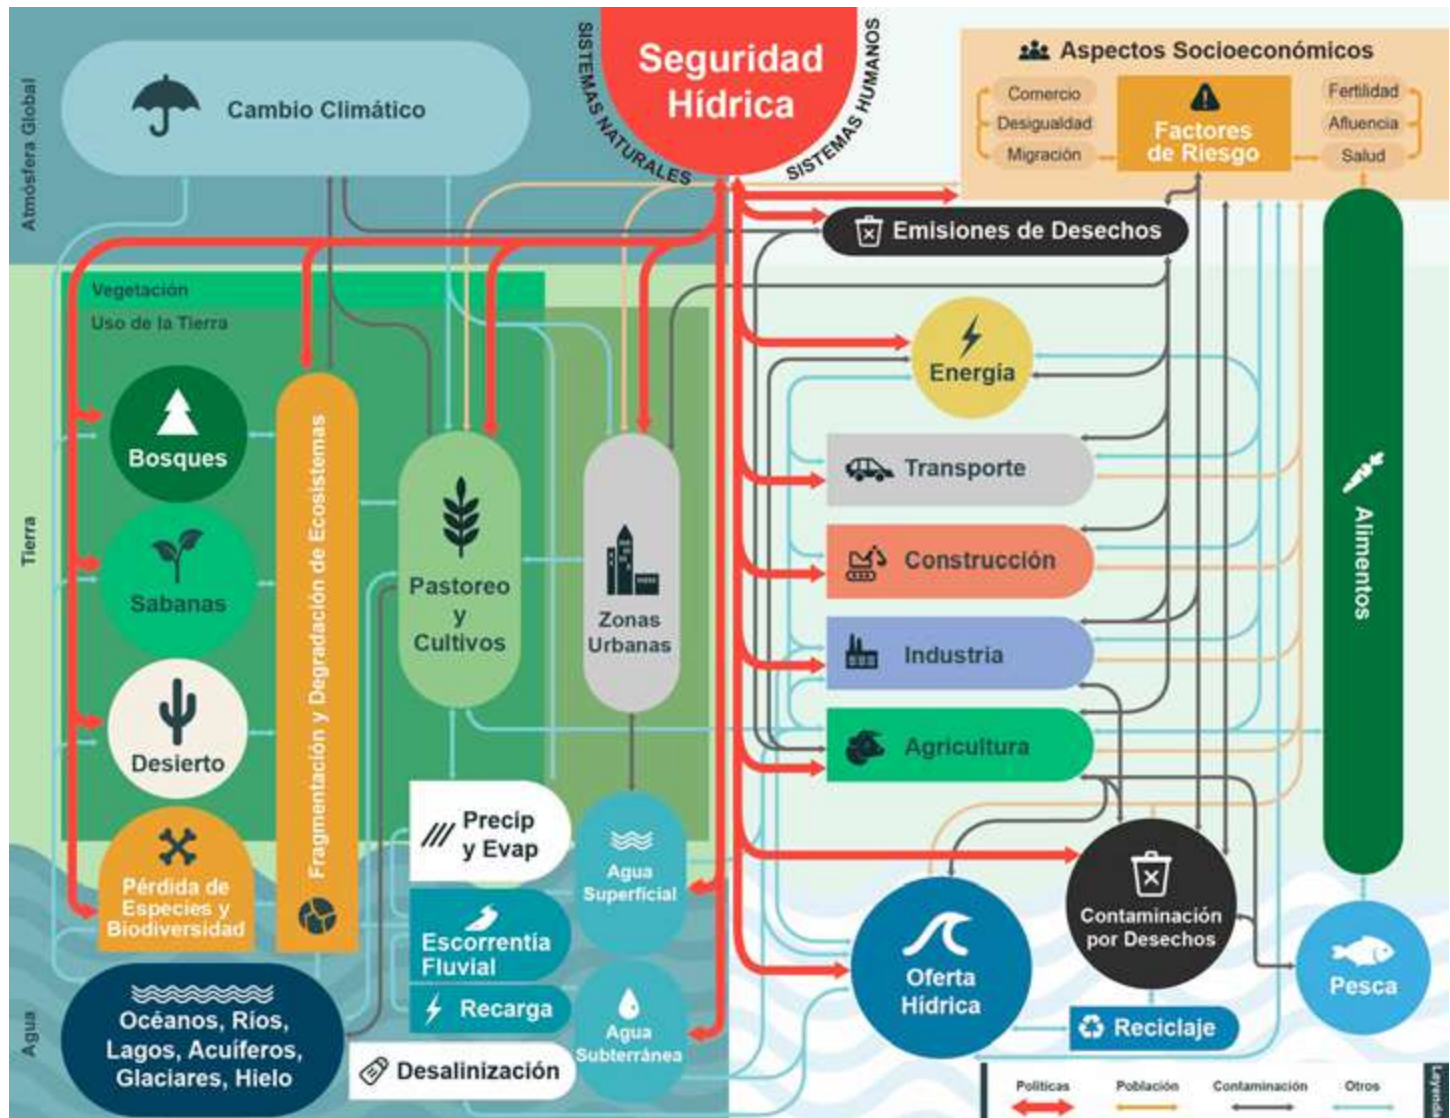 Seguridad
Hídrica
SISTEMAS NATURALES
SISTEMAS HUMANOS
Atmósfera Global
Cambio Climático
Aspectos Socioeconómicos
Comercio
Desigualdad
Migración
Factores
de Riesgo
Fertilidad
Afluencia
Salud
Emisiones de Desechos
Tierra
Vegetación
Uso de la Tierra
Bosques
Sabanas
Desierto
Pérdida de
Especies y
Biodiversidad
Fragmentación y Degradación de Ecosistemas
Pastoreo
y
Cultivos
Zonas
Urbanas
Energía
Transporte
Construcción
Industria
Agricultura
Alimentos
Precip
y Evap
Agua
Superficial
Escorrentía
Fluvial
Recarga
Agua
Subterránea
Desalinización
Agua
Océanos, Ríos,
Lagos, Acuíferos,
Glaciares, Hielo
Oferta
Hídrica
Contaminación
por Desechos
Reciclaje
Pesca
Políticas
Población
Contaminación
Otros
Leyenda